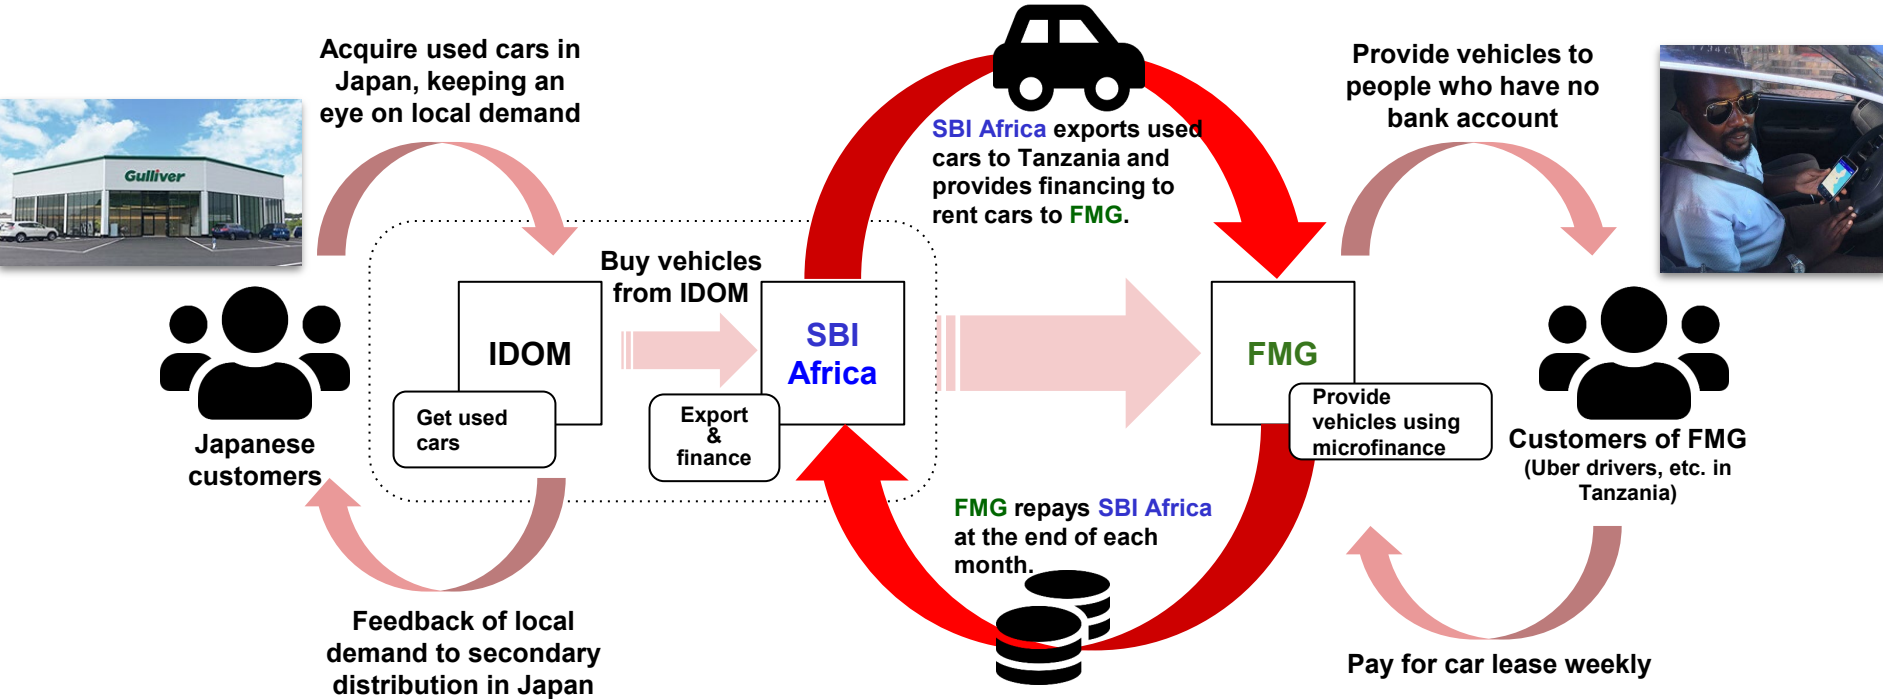 Acquire used cars in
Japan, keeping an
eye on local demand
Gulliver
Japanese
customers
Buy vehicles
from IDOM
IDOM
Get used
cars
SBI
Africa
Export
&
finance
Feedback of local
demand to secondary
distribution in Japan
SBI Africa exports used
cars to Tanzania and
provides financing to
rent cars to FMG.
FMG repays SBI Africa
at the end of each
month.
FMG
Provide
vehicles using
microfinance
Provide vehicles to
people who have no
bank account
Customers of FMG
(Uber drivers, etc. in
Tanzania)
Pay for car lease weekly